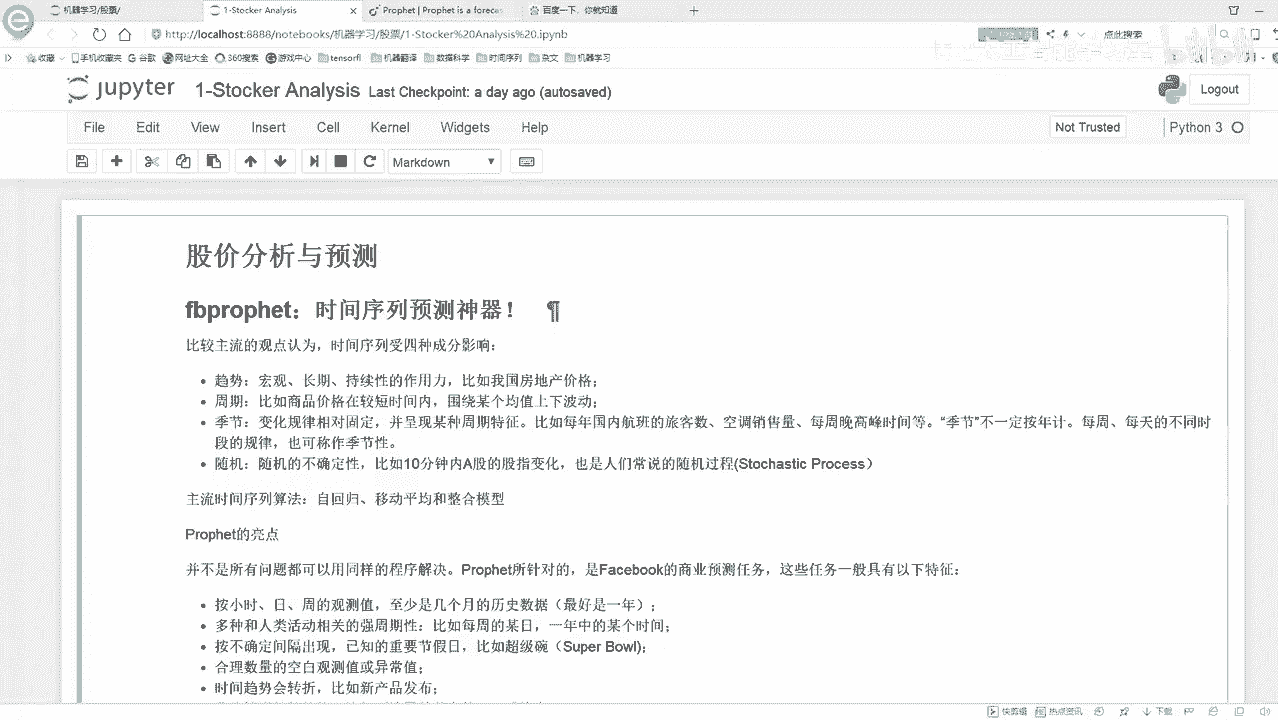 机器学习/股票/
1-Stocker Analysis
Prophet | Prophet is a forecas
百度一下，你就知道
http://localhost:8888/notebooks/机器学习/股票/1-Stocker%20Analysis%20.ipynb
点此搜索
收藏 手机收藏夹 谷歌 网址大全 360搜索 游戏中心 tensorfl 机器翻译 数据科学 时间序列 杂文 机器学习
jupyter 1-Stocker Analysis Last Checkpoint: a day ago (autosaved)
Logout
File Edit View Insert Cell Kernel Widgets Help
Not Trusted
Python 3
Markdown
股价分析与预测
fbprophet：时间序列预测神器！ ¶
比较主流的观点认为，时间序列受四种成分影响：
• 趋势：宏观、长期、持续性的作用力，比如我国房地产价格；
• 周期：比如商品价格在较短时间内，围绕某个均值上下波动；
• 季节：变化规律相对固定，并呈现某种周期特征。比如每年国内航班的旅客数、空调销售量、每周晚高峰时间等。“季节”不一定按年计。每周、每天的不同时
段的规律，也可称作季节性。
• 随机：随机的不确定性，比如10分钟内A股的股指变化，也是人们常说的随机过程(Stochastic Process）
主流时间序列算法：自回归、移动平均和整合模型
Prophet的亮点
并不是所有问题都可以用同样的程序解决。Prophet所针对的，是Facebook的商业预测任务，这些任务一般具有以下特征：
• 按小时、日、周的观测值，至少是几个月的历史数据（最好是一年）；
• 多种和人类活动相关的强周期性：比如每周的某日，一年中的某个时间；
• 按不确定间隔出现，已知的重要节假日，比如超级碗（Super Bowl)；
• 合理数量的空白观测值或异常值；
• 时间趋势会转折，比如新产品发布；
快剪辑 热点资讯 下载